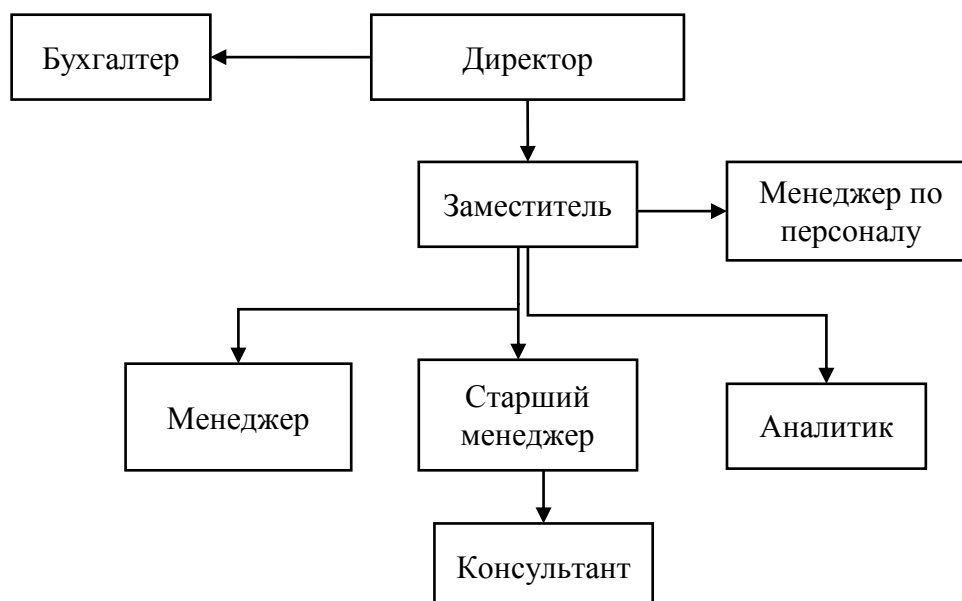 Бухгалтер
Директор
Заместитель
Менеджер по
персоналу
Менеджер
Старший
менеджер
Аналитик
Консультант